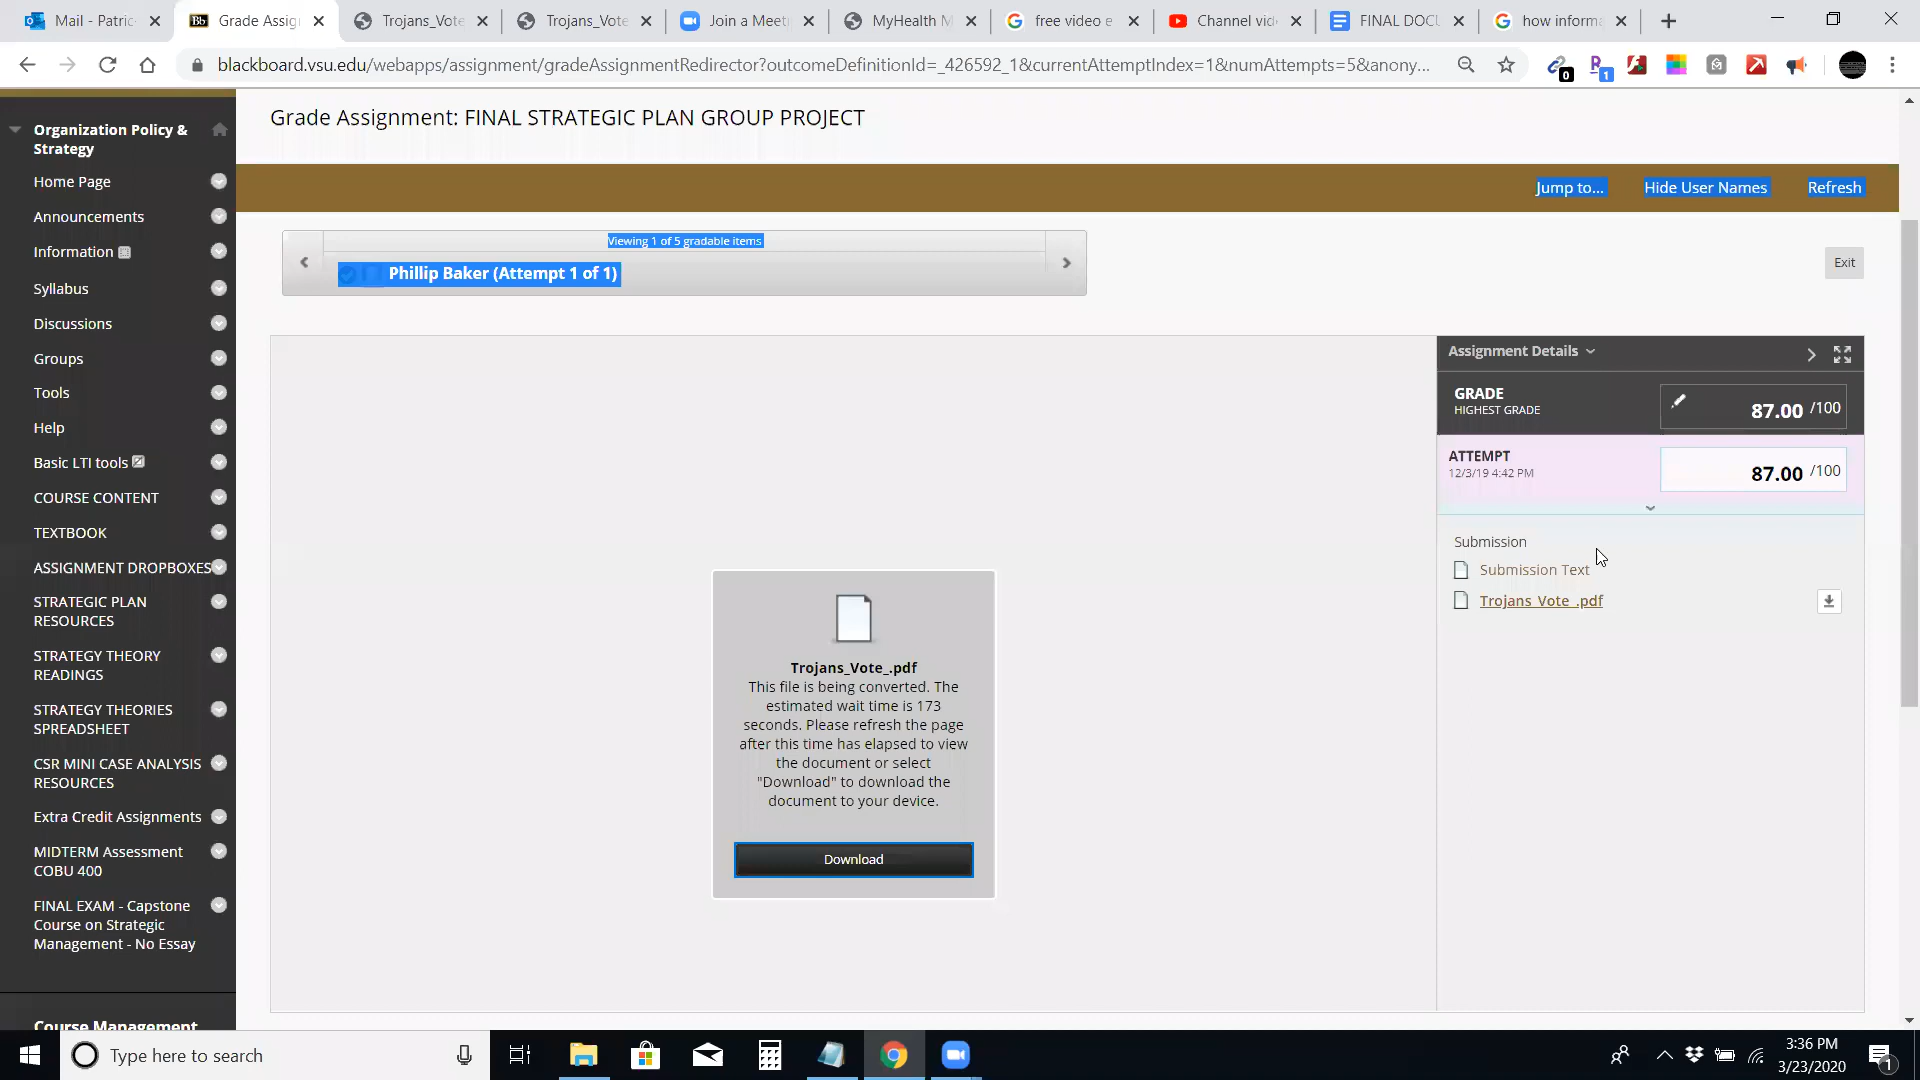 Mail - Patric
Grade Assig
Trojans_Vote
Trojans_Vote
Join a Meet
MyHealth M
free video e
Channel vid
FINAL DOCU
how informa
blackboard.vsu.edu/webapps/assignment/gradeAssignmentRedirector?outcomeDefinitionId=_426592_1&currentAttemptIndex=1&numAttempts=5&anony...
0
1
Organization Policy &
Strategy
Home Page
Announcements
Information
Syllabus
Discussions
Groups
Tools
Help
Basic LTI tools
COURSE CONTENT
TEXTBOOK
ASSIGNMENT DROPBOXES
STRATEGIC PLAN
RESOURCES
STRATEGY THEORY
READINGS
STRATEGY THEORIES
SPREADSHEET
CSR MINI CASE ANALYSIS
RESOURCES
Extra Credit Assignments
MIDTERM Assessment
COBU 400
FINAL EXAM - Capstone
Course on Strategic
Management - No Essay
Course Management
Grade Assignment: FINAL STRATEGIC PLAN GROUP PROJECT
Jump to...
Hide User Names
Refresh
Viewing 1 of 5 gradable items
Phillip Baker (Attempt 1 of 1)
Exit
Trojans_Vote_.pdf
This file is being converted. The
estimated wait time is 173
seconds. Please refresh the page
after this time has elapsed to view
the document or select
"Download" to download the
document to your device.
Download
Assignment Details
GRADE
HIGHEST GRADE
87.00 /100
ATTEMPT
12/3/19 4:42 PM
87.00 /100
Submission
Submission Text
Trojans_Vote_.pdf
Type here to search
3:36 PM
3/23/2020
1